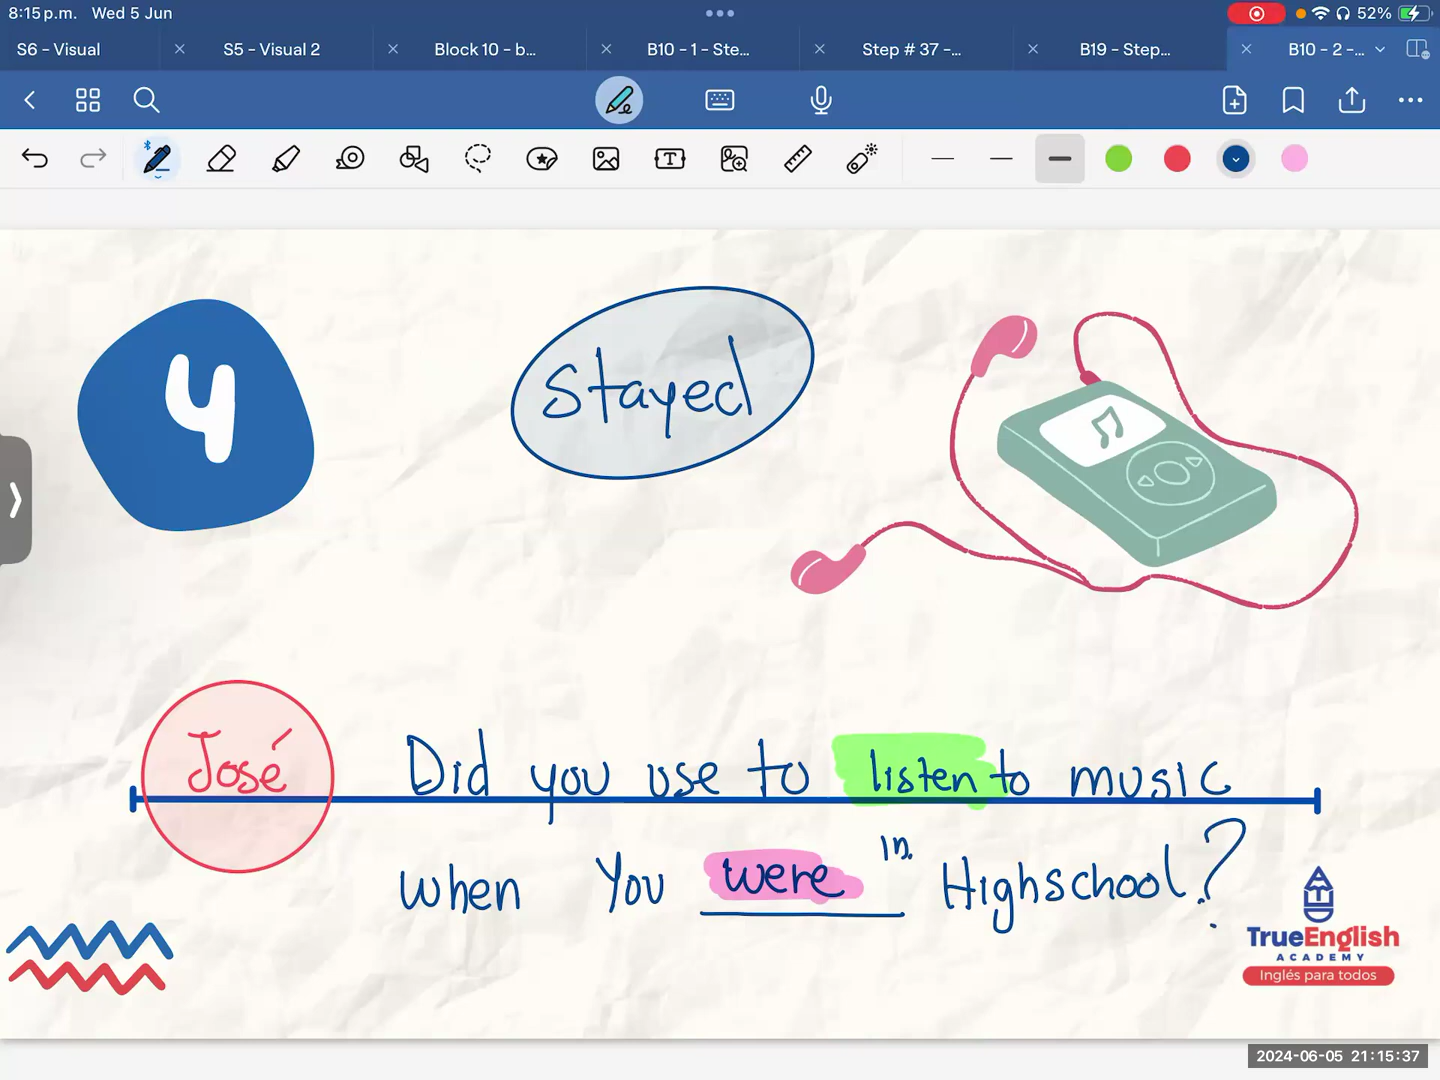 8:15 p.m. Wed 5 Jun
52%
S6 - Visual
S5 - Visual 2
Block 10 - b...
B10 - 1 - Ste...
Step # 37 -...
B19 - Step...
B10 - 2 -...
4
Stayed
José
Did you use to listen to music
when You were in Highschool?
TrueEnglish
ACADEMY
Inglés para todos
2024-06-05 21:15:37